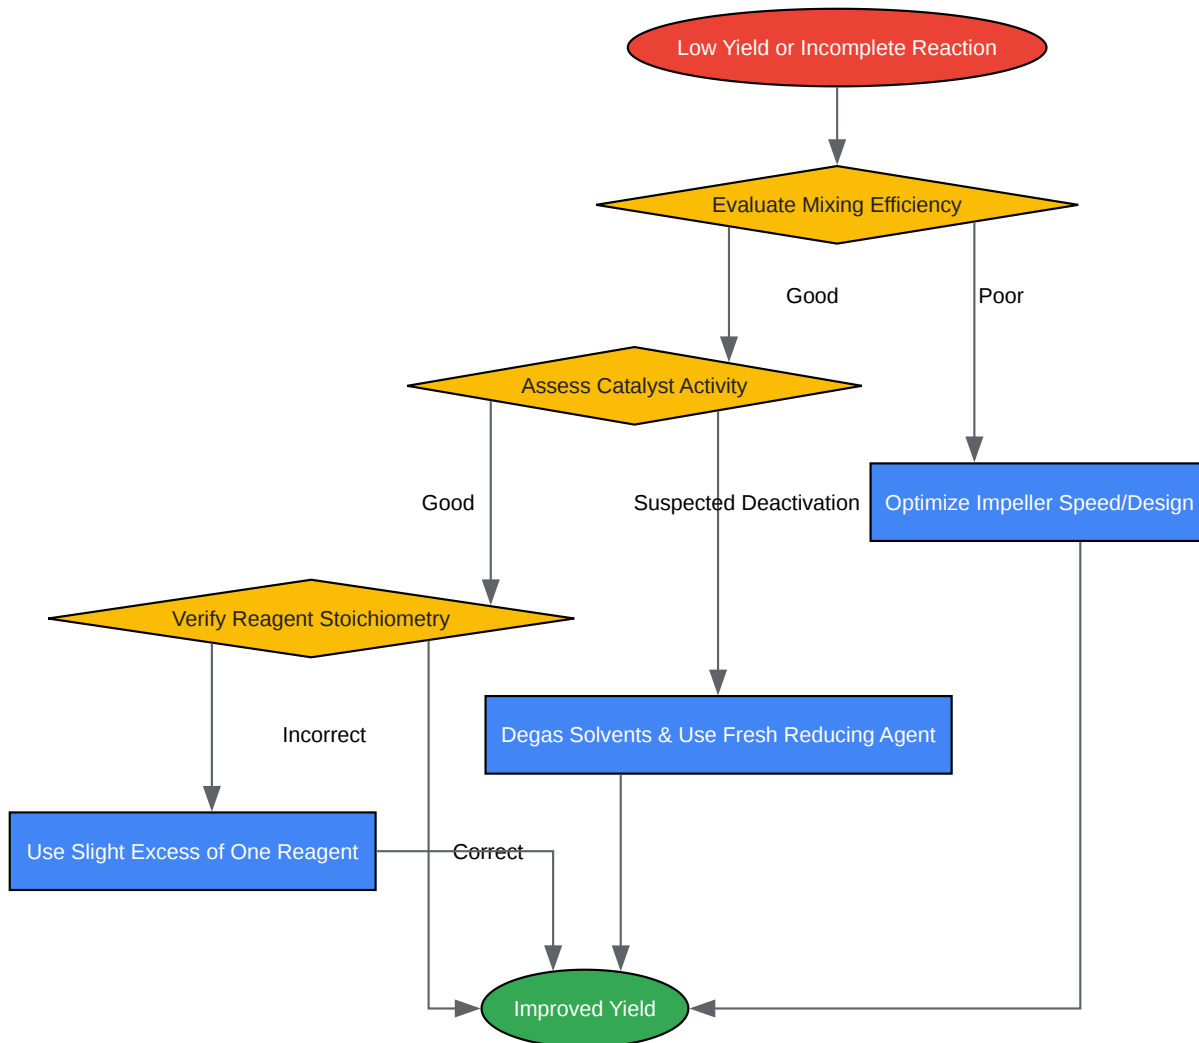 Low Yield or Incomplete Reaction
Evaluate Mixing Efficiency
Good
Poor
Assess Catalyst Activity
Good
Suspected Deactivation
Optimize Impeller Speed/Design
Verify Reagent Stoichiometry
Incorrect
Degas Solvents & Use Fresh Reducing Agent
Use Slight Excess of One Reagent
Correct
Improved Yield